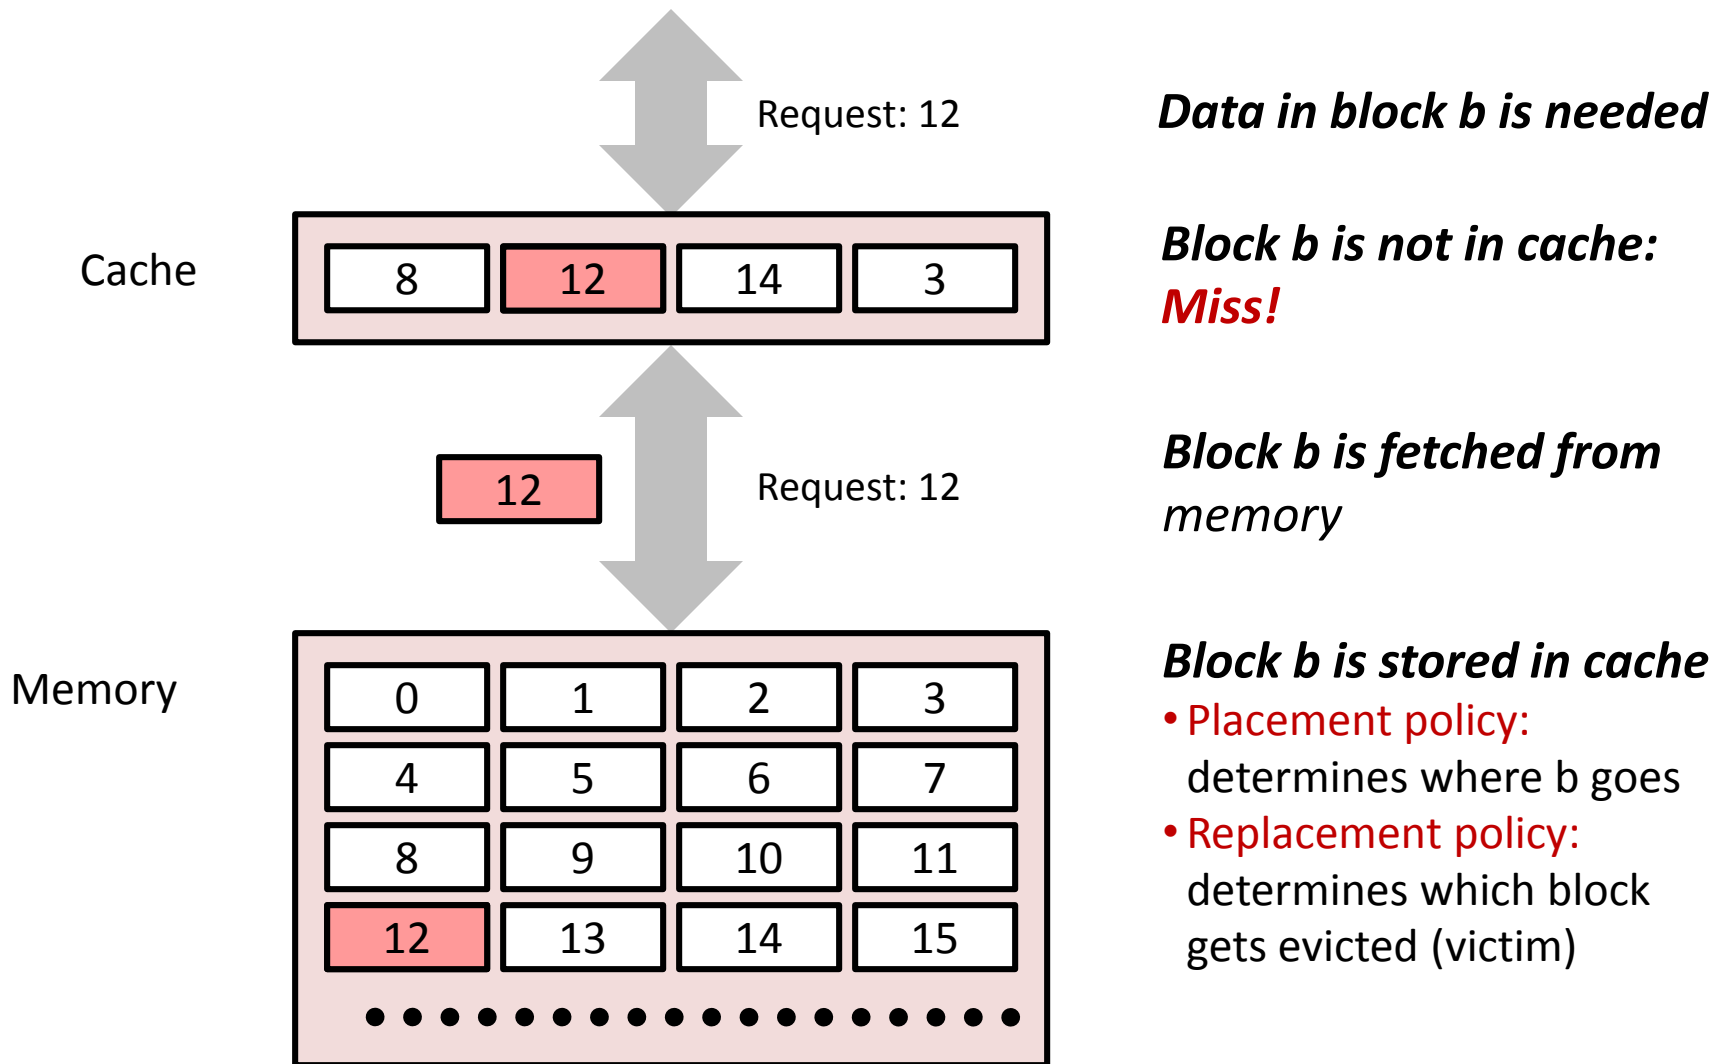 Request: 12
Data in block b is needed
Cache
8 12 14 3
Block b is not in cache:
Miss!
12
Request: 12
Block b is fetched from
memory
Memory
0 1 2 3
4 5 6 7
8 9 10 11
12 13 14 15
Block b is stored in cache
• Placement policy:
determines where b goes
• Replacement policy:
determines which block
gets evicted (victim)